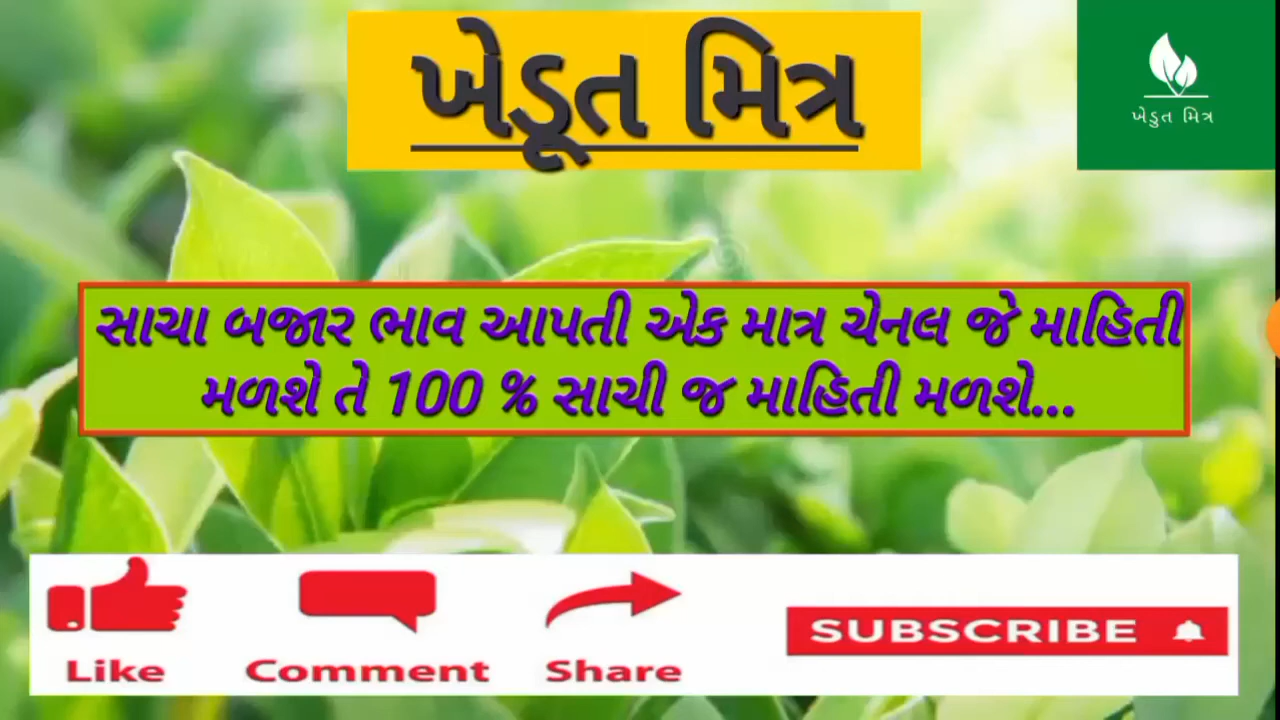 ખેડૂત મિત્ર
ખેડુત મિત્ર
સાચા બજાર ભાવ આપતી એક માત્ર ચેનલ જે માહિતી
મળશે તે 100 % સાચી જ માહિતી મળશે...
Like
Comment
Share
SUBSCRIBE